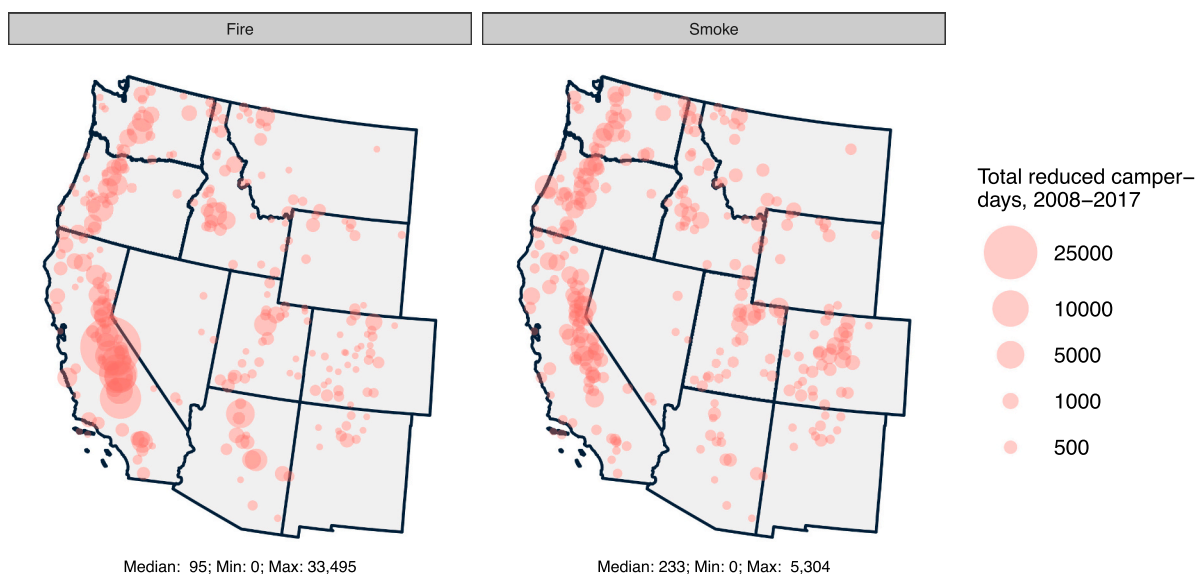 Fire
Smoke
Total reduced camper–
days, 2008–2017
25000
10000
5000
1000
500
Median:  95; Min: 0; Max: 33,495
Median: 233; Min: 0; Max:  5,304